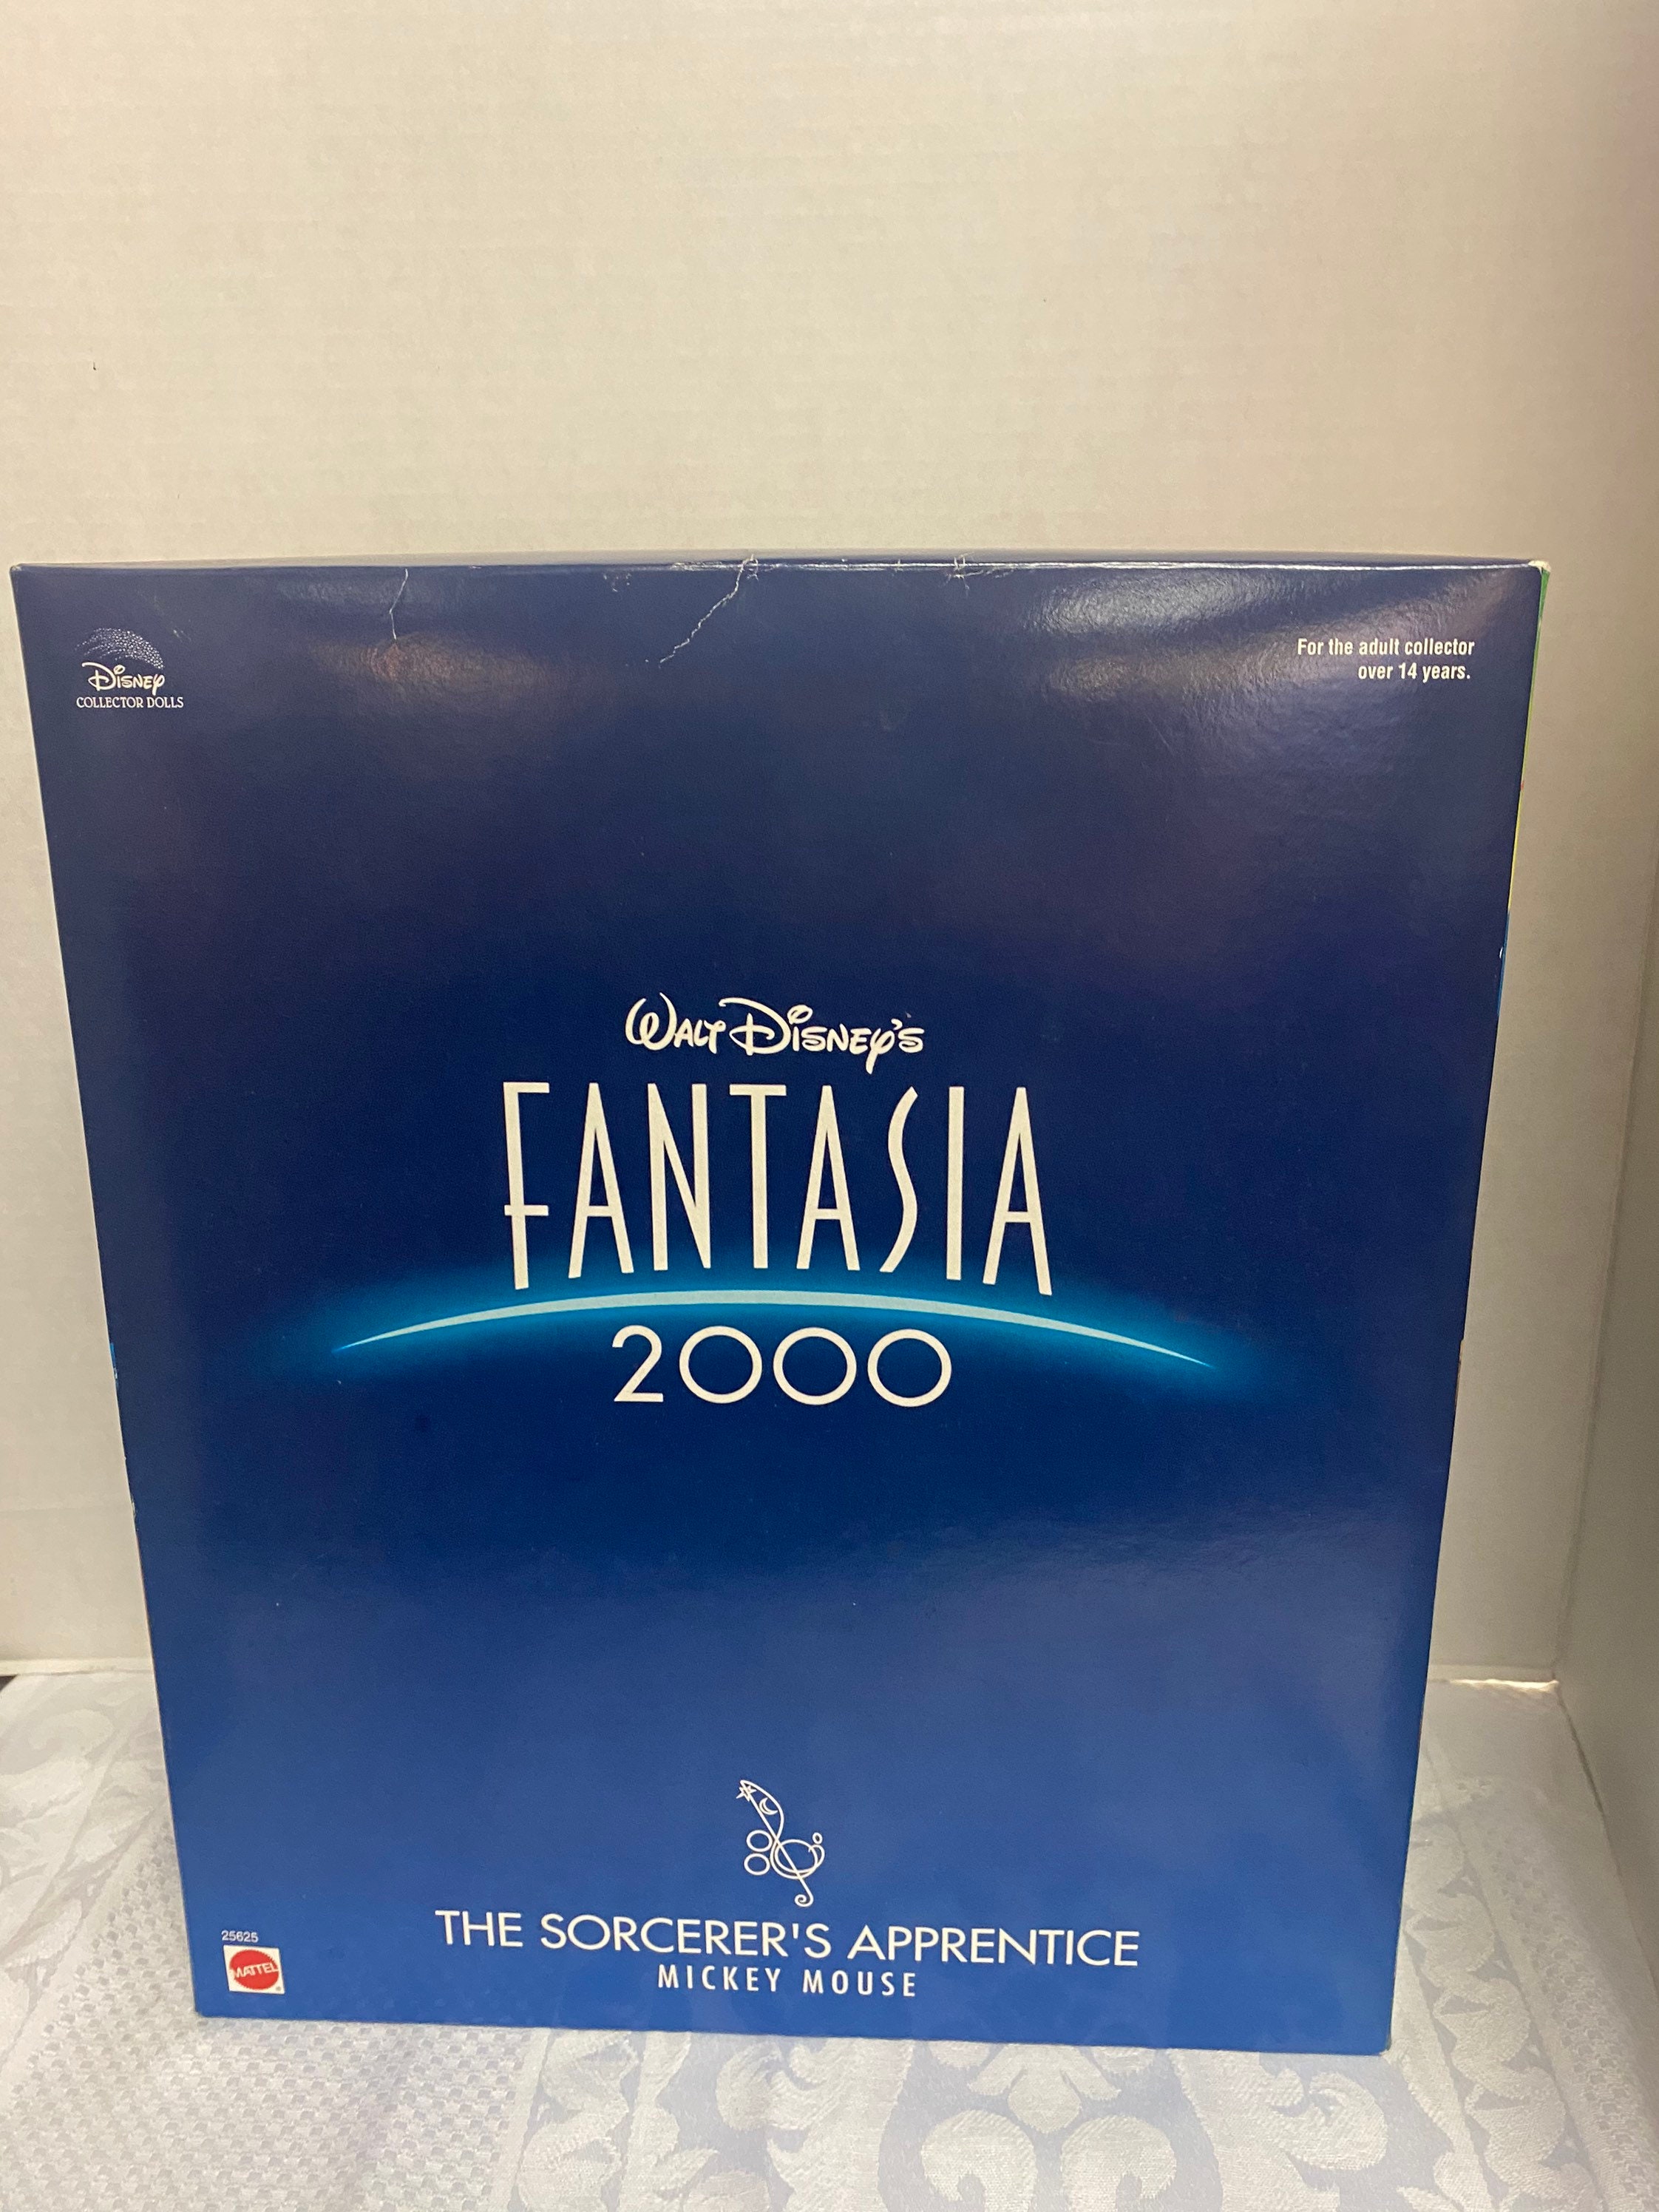 Disney
COLLECTOR DOLLS
For the adult collector
over 14 years.
WALT DISNEY'S
FANTASIA
2000
THE SORCERER'S APPRENTICE
MICKEY MOUSE
25625
MATTEL